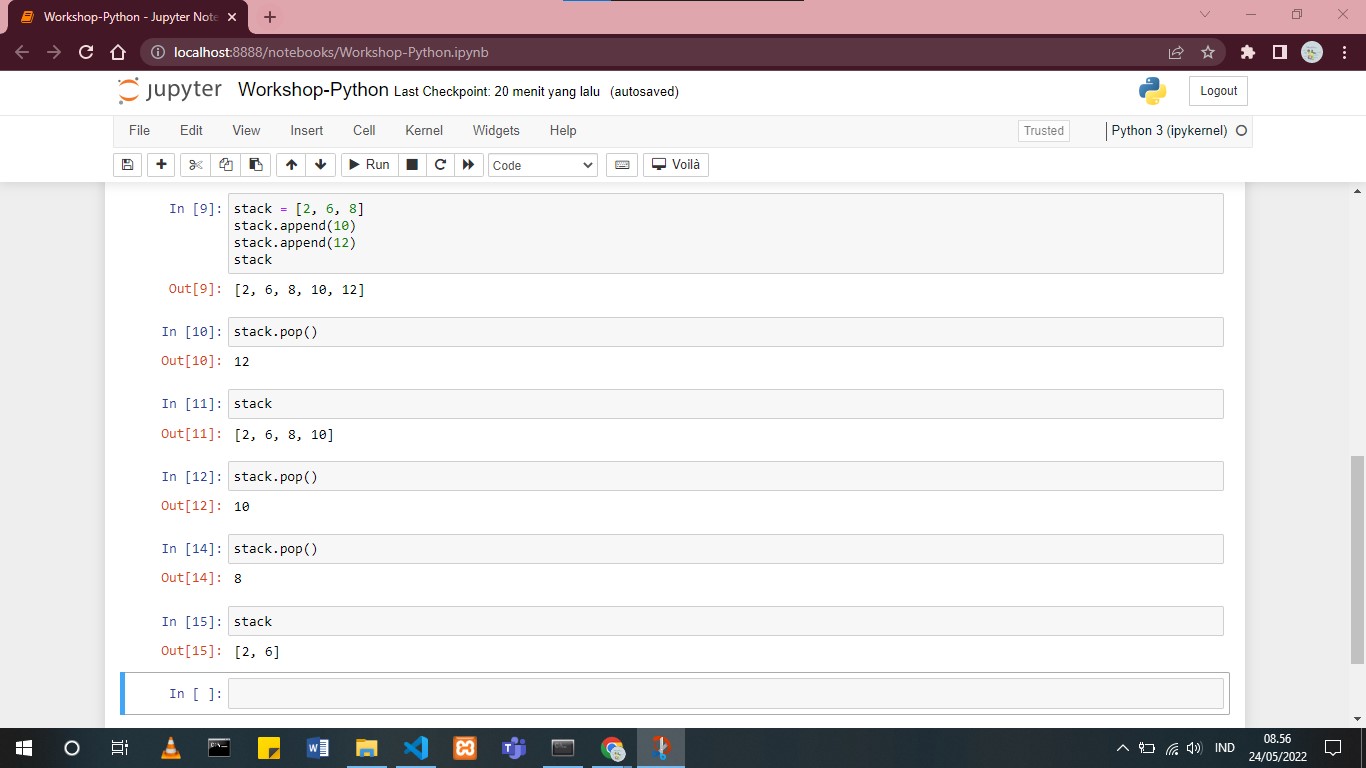 Workshop-Python - Jupyter Note
localhost:8888/notebooks/Workshop-Python.ipynb
jupyter Workshop-Python Last Checkpoint: 20 menit yang lalu (autosaved) Logout
File Edit View Insert Cell Kernel Widgets Help Trusted Python 3 (ipykernel)
Run Code Voilà
In [9]: stack = [2, 6, 8]
stack.append(10)
stack.append(12)
stack
Out[9]: [2, 6, 8, 10, 12]
In [10]: stack.pop()
Out[10]: 12
In [11]: stack
Out[11]: [2, 6, 8, 10]
In [12]: stack.pop()
Out[12]: 10
In [14]: stack.pop()
Out[14]: 8
In [15]: stack
Out[15]: [2, 6]
In [ ]:
IND
08.56
24/05/2022